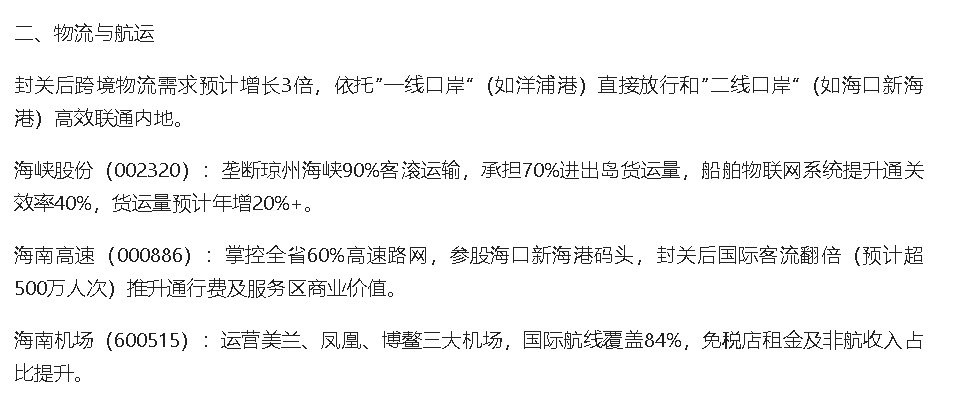 二、物流与航运
封关后跨境物流需求预计增长3倍，依托"一线口岸"（如洋浦港）直接放行和"二线口岸"（如海口新海
港）高效联通内地。
海峡股份（002320）：垄断琼州海峡90%客滚运输，承担70%进出岛货运量，船舶物联网系统提升通关
效率40%，货运量预计年增20%+。
海南高速（000886）：掌控全省60%高速路网，参股海口新海港码头，封关后国际客流翻倍（预计超
500万人次）推升通行费及服务区商业价值。
海南机场（600515）：运营美兰、凤凰、博鳌三大机场，国际航线覆盖84%，免税店租金及非航收入占
比提升。